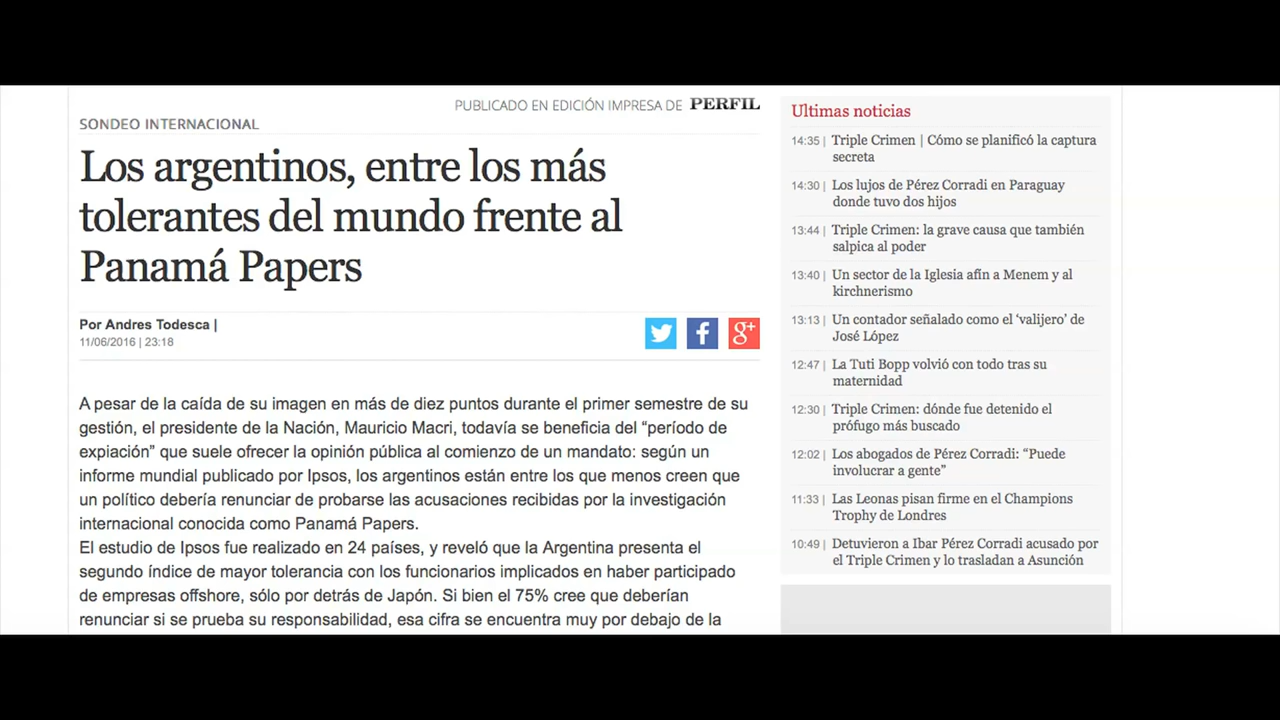 PUBLICADO EN EDICIÓN IMPRESA DE PERFIL
SONDEO INTERNACIONAL
Los argentinos, entre los más
tolerantes del mundo frente al
Panamá Papers
Por Andres Todesca |
11/06/2016 | 23:18
A pesar de la caída de su imagen en más de diez puntos durante el primer semestre de su
gestión, el presidente de la Nación, Mauricio Macri, todavía se beneficia del “período de
expiación” que suele ofrecer la opinión pública al comienzo de un mandato: según un
informe mundial publicado por Ipsos, los argentinos están entre los que menos creen que
un político debería renunciar de probarse las acusaciones recibidas por la investigación
internacional conocida como Panamá Papers.
El estudio de Ipsos fue realizado en 24 países, y reveló que la Argentina presenta el
segundo índice de mayor tolerancia con los funcionarios implicados en haber participado
de empresas offshore, sólo por detrás de Japón. Si bien el 75% cree que deberían
renunciar si se prueba su responsabilidad, esa cifra se encuentra muy por debajo de la
Ultimas noticias
14:35 | Triple Crimen | Cómo se planificó la captura
secreta
14:30 | Los lujos de Pérez Corradi en Paraguay
donde tuvo dos hijos
13:44 | Triple Crimen: la grave causa que también
salpica al poder
13:40 | Un sector de la Iglesia afín a Menem y al
kirchnerismo
13:13 | Un contador señalado como el ‘valijero’ de
José López
12:47 | La Tuti Bopp volvió con todo tras su
maternidad
12:30 | Triple Crimen: dónde fue detenido el
prófugo más buscado
12:02 | Los abogados de Pérez Corradi: “Puede
involucrar a gente”
11:33 | Las Leonas pisan firme en el Champions
Trophy de Londres
10:49 | Detuvieron a Ibar Pérez Corradi acusado por
el Triple Crimen y lo trasladan a Asunción